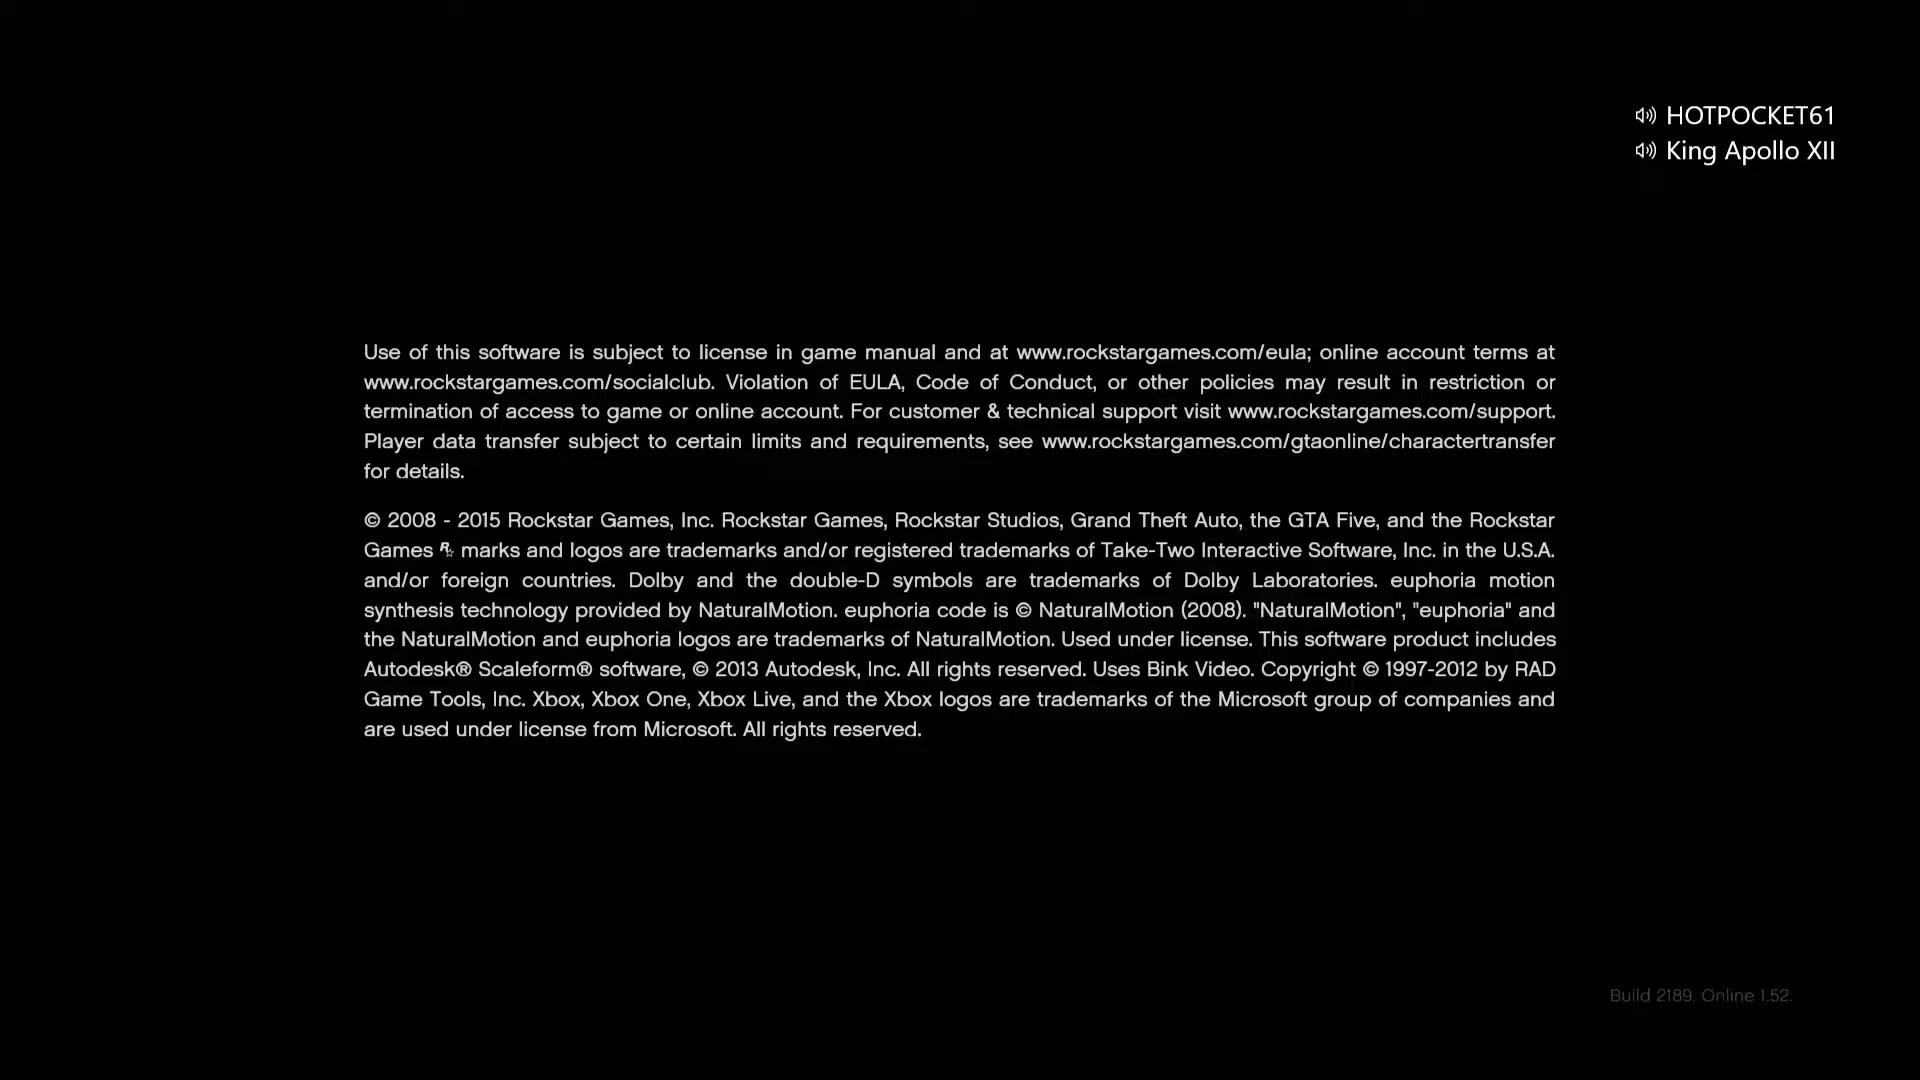 HOTPOCKET61
King Apollo XII
Use of this software is subject to license in game manual and at www.rockstargames.com/eula; online account terms at
www.rockstargames.com/socialclub. Violation of EULA, Code of Conduct, or other policies may result in restriction or
termination of access to game or online account. For customer & technical support visit www.rockstargames.com/support.
Player data transfer subject to certain limits and requirements, see www.rockstargames.com/gtaonline/charactertransfer
for details.
© 2008 - 2015 Rockstar Games, Inc. Rockstar Games, Rockstar Studios, Grand Theft Auto, the GTA Five, and the Rockstar
Games R* marks and logos are trademarks and/or registered trademarks of Take-Two Interactive Software, Inc. in the U.S.A.
and/or foreign countries. Dolby and the double-D symbols are trademarks of Dolby Laboratories. euphoria motion
synthesis technology provided by NaturalMotion. euphoria code is © NaturalMotion (2008). "NaturalMotion", "euphoria" and
the NaturalMotion and euphoria logos are trademarks of NaturalMotion. Used under license. This software product includes
Autodesk® Scaleform® software, © 2013 Autodesk, Inc. All rights reserved. Uses Bink Video. Copyright © 1997-2012 by RAD
Game Tools, Inc. Xbox, Xbox One, Xbox Live, and the Xbox logos are trademarks of the Microsoft group of companies and
are used under license from Microsoft. All rights reserved.
Build 2189. Online 1.52.